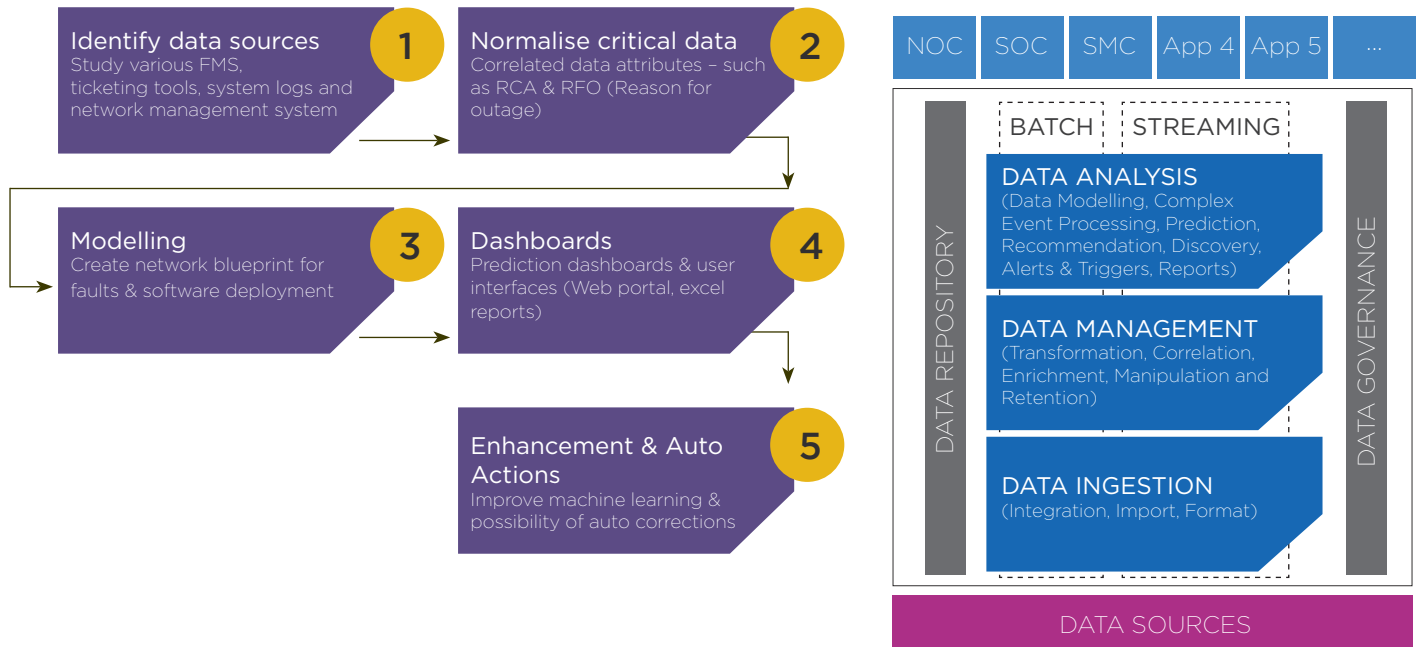 Identify data sources
Study various FMS,
ticketing tools, system logs and
network management system
1
Normalise critical data
Correlated data attributes – such
as RCA & RFO (Reason for
outage)
2
Modelling
Create network blueprint for
faults & software deployment
3
Dashboards
Prediction dashboards & user
interfaces (Web portal, excel
reports)
4
Enhancement & Auto
Actions
Improve machine learning &
possibility of auto corrections
5
NOC
SOC
SMC
App 4
App 5
...
DATA REPOSITORY
BATCH
STREAMING
DATA ANALYSIS
(Data Modelling, Complex
Event Processing, Prediction,
Recommendation, Discovery,
Alerts & Triggers, Reports)
DATA MANAGEMENT
(Transformation, Correlation,
Enrichment, Manipulation and
Retention)
DATA INGESTION
(Integration, Import, Format)
DATA GOVERNANCE
DATA SOURCES